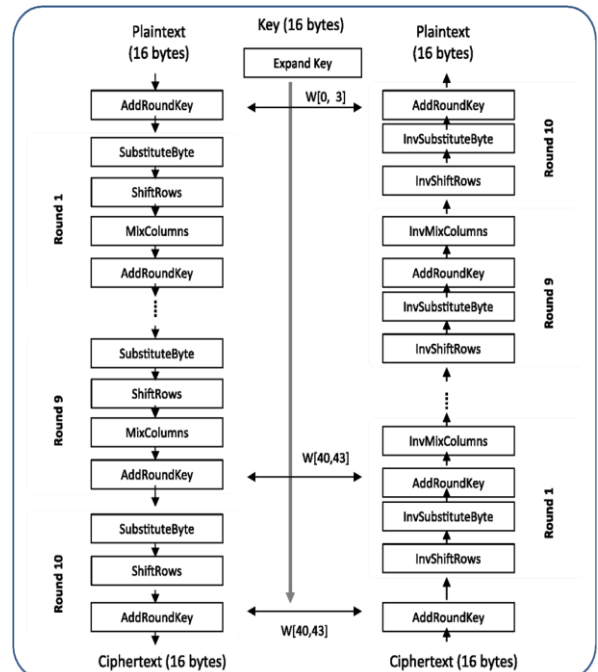 Plaintext
(16 bytes)
AddRoundKey
Round 1
SubstituteByte
ShiftRows
MixColumns
AddRoundKey
Round 9
SubstituteByte
ShiftRows
MixColumns
AddRoundKey
Round 10
SubstituteByte
ShiftRows
AddRoundKey
Ciphertext (16 bytes)
Key (16 bytes)
Expand Key
W[0, 3]
W[40,43]
W[40,43]
Plaintext
(16 bytes)
AddRoundKey
InvSubstituteByte
InvShiftRows
Round 10
InvMixColumns
AddRoundKey
InvSubstituteByte
InvShiftRows
Round 9
InvMixColumns
AddRoundKey
InvSubstituteByte
InvShiftRows
Round 1
AddRoundKey
Ciphertext (16 bytes)